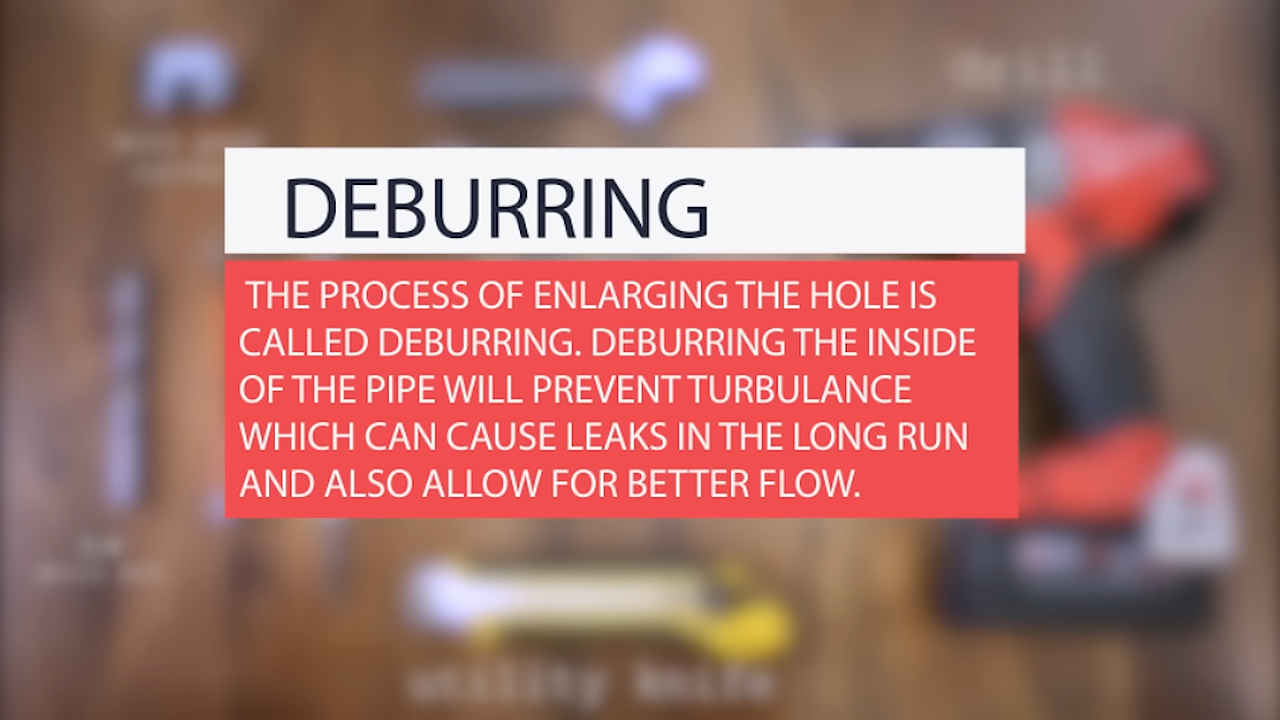 Drill
DEBURRING
THE PROCESS OF ENLARGING THE HOLE IS
CALLED DEBURRING. DEBURRING THE INSIDE
OF THE PIPE WILL PREVENT TURBULANCE
WHICH CAN CAUSE LEAKS IN THE LONG RUN
AND ALSO ALLOW FOR BETTER FLOW.
utility knife